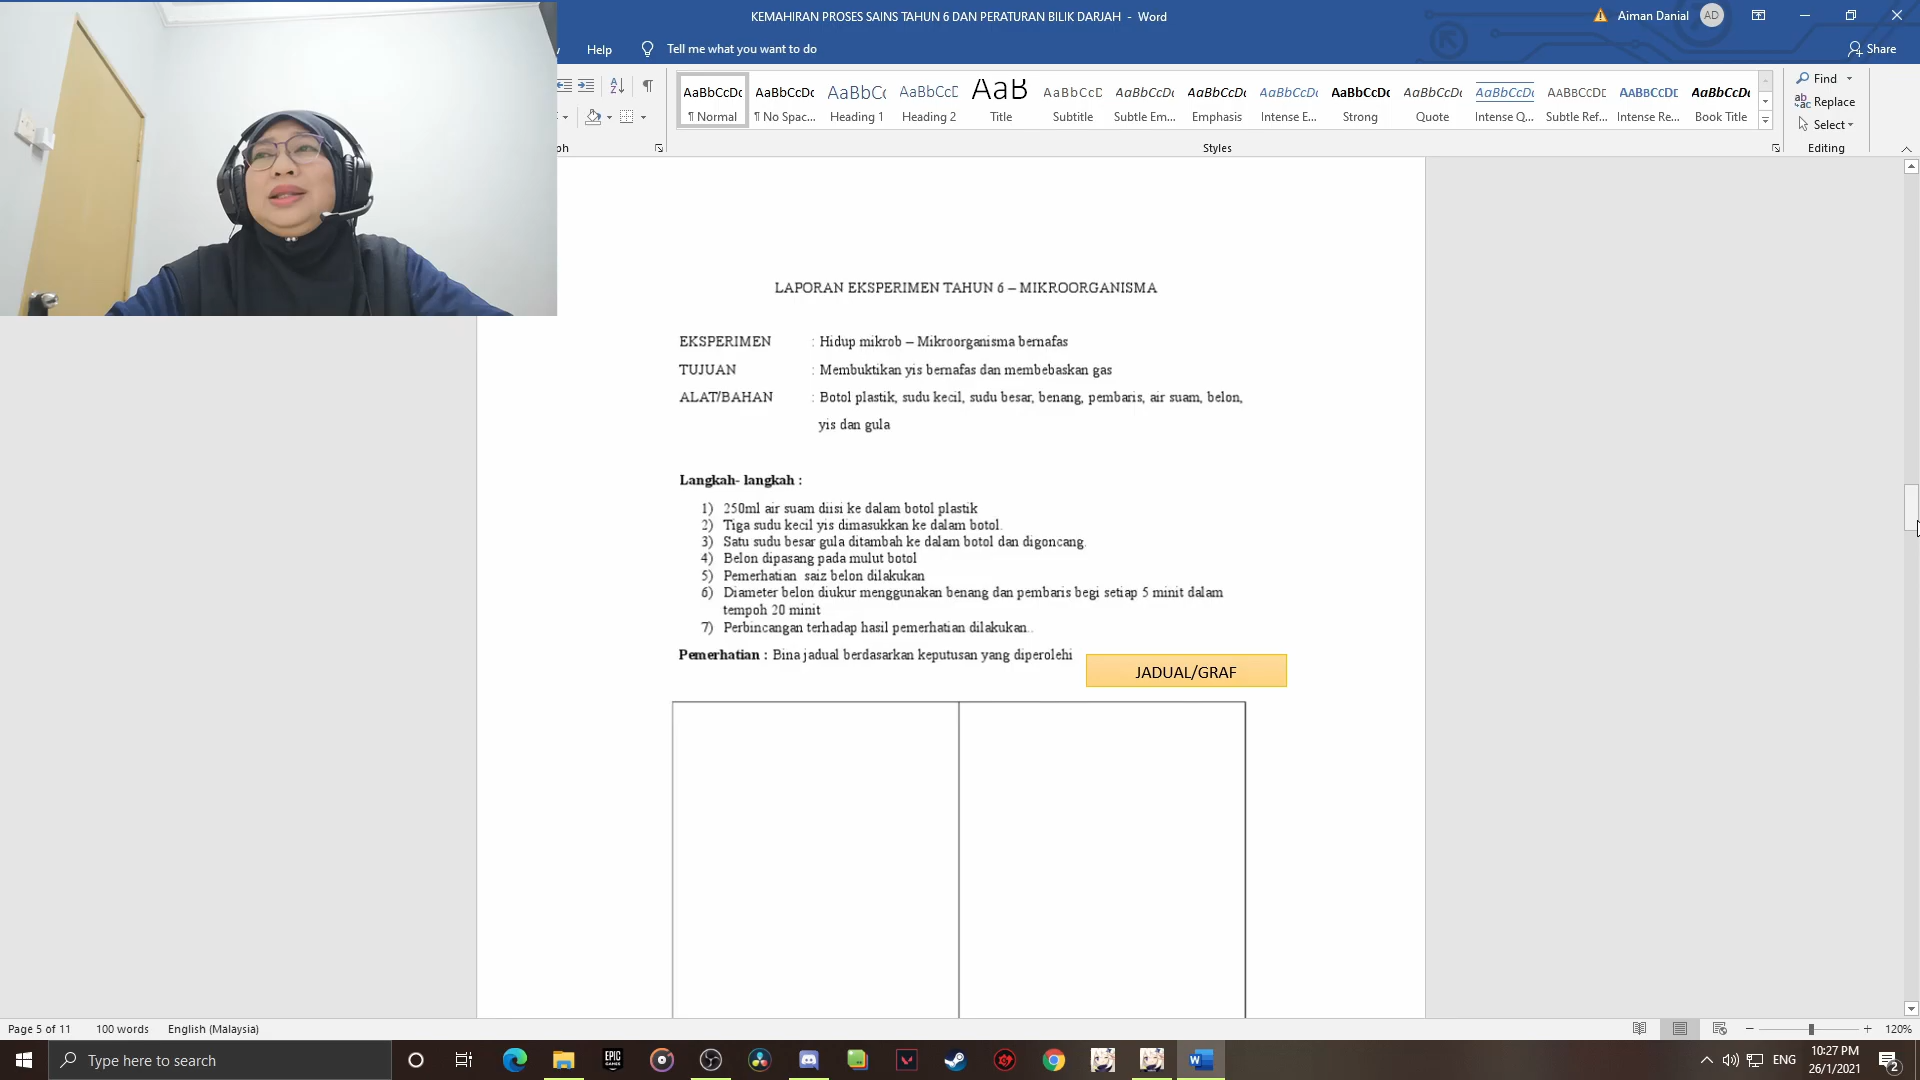 KEMAHIRAN PROSES SAINS TAHUN 6 DAN PERATURAN BILIK DARJAH - Word
Aiman Danial
AD
Help
Tell me what you want to do
Share
AaBbCcDc
¶ Normal
AaBbCcDc
¶ No Spac...
AaBbCc
Heading 1
AaBbCcD
Heading 2
AaB
Title
AaBbCcD
Subtitle
AaBbCcDc
Subtle Em...
AaBbCcDc
Emphasis
AaBbCcDc
Intense E...
AaBbCcDc
Strong
AaBbCcDc
Quote
AaBbCcDc
Intense Q...
AaBbCcDc
Subtle Ref...
AaBbCcDc
Intense Re...
AaBbCcDc
Book Title
Find
Replace
Select
Styles
Editing
LAPORAN EKSPERIMEN TAHUN 6 – MIKROORGANISMA
EKSPERIMEN : Hidup mikrob – Mikroorganisma bernafas
TUJUAN : Membuktikan yis bernafas dan membebaskan gas
ALAT/BAHAN : Botol plastik, sudu kecil, sudu besar, benang, pembaris, air suam, belon,
yis dan gula
Langkah- langkah :
1) 250ml air suam diisi ke dalam botol plastik
2) Tiga sudu kecil yis dimasukkan ke dalam botol.
3) Satu sudu besar gula ditambah ke dalam botol dan digoncang.
4) Belon dipasang pada mulut botol
5) Pemerhatian saiz belon dilakukan
6) Diameter belon diukur menggunakan benang dan pembaris begi setiap 5 minit dalam
tempoh 20 minit
7) Perbincangan terhadap hasil pemerhatian dilakukan..
Pemerhatian : Bina jadual berdasarkan keputusan yang diperolehi
JADUAL/GRAF
Page 5 of 11
100 words
English (Malaysia)
120%
Type here to search
EPIC
GAMES
ENG
10:27 PM
26/1/2021
2